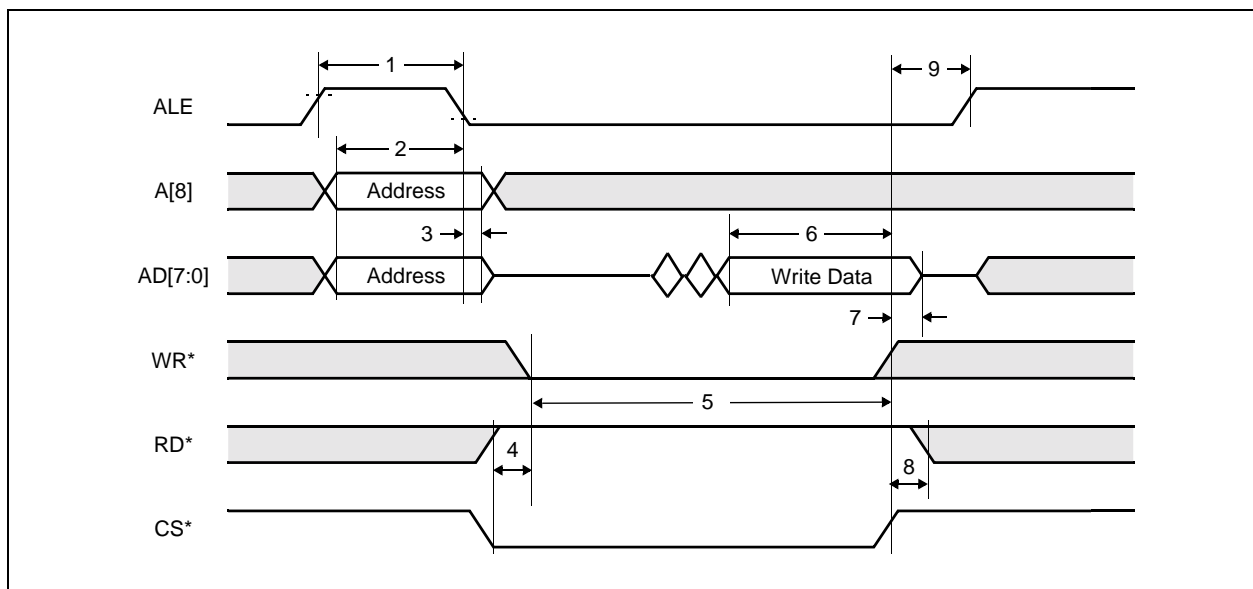 1
9
ALE
2
A[8]
Address
3
6
AD[7:0]
Address
Write Data
7
WR*
5
RD*
4
8
CS*